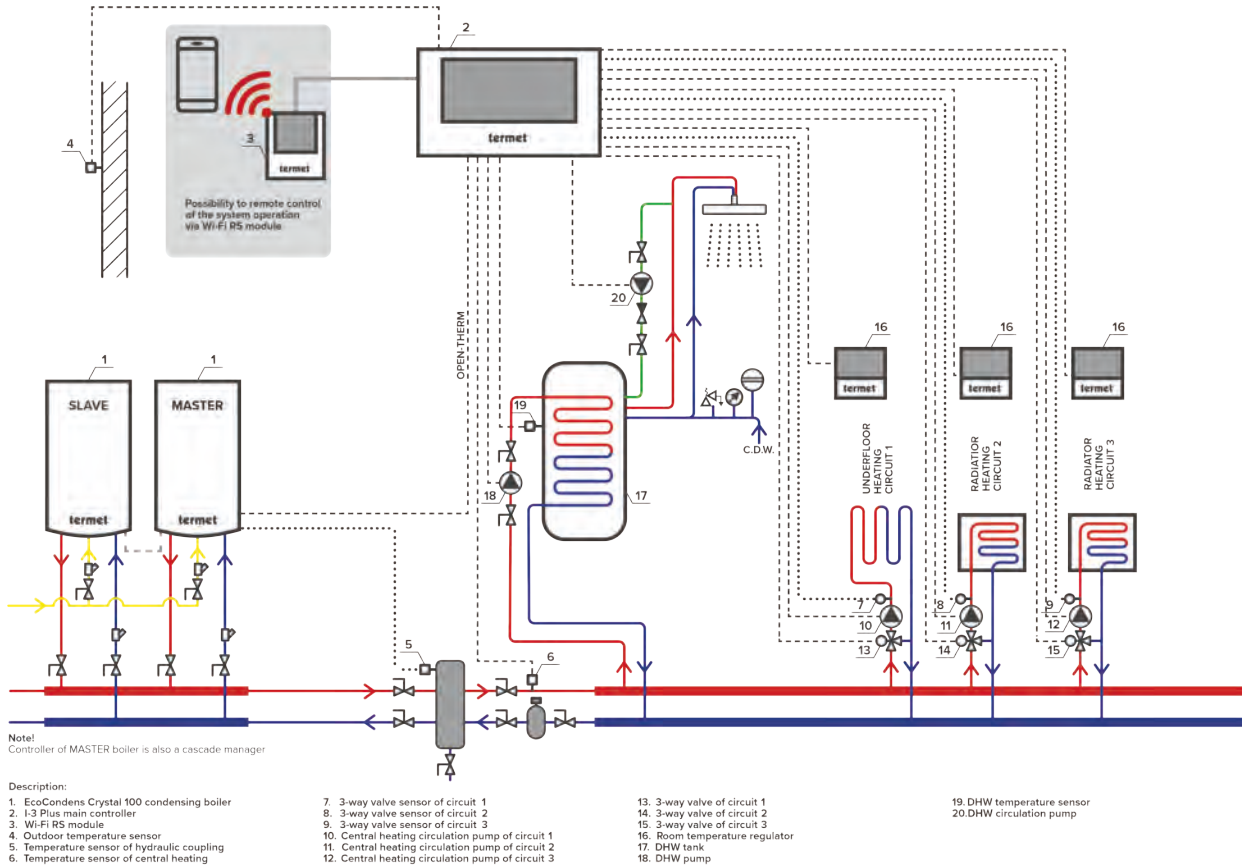 2
termet
3
termet
Possibility to remote control
of the system operation
via Wi-Fi RS module
4
OPEN-THERM
20
16
termet
16
termet
16
termet
1
SLAVE
termet
1
MASTER
termet
19
18
17
C.D.W.
UNDERFLOOR
HEATING
CIRCUIT 1
RADIATIOR
HEATING
CIRCUIT 2
RADIATOR
HEATING
CIRCUIT 3
7
8
9
10
11
12
13
14
15
5
6
Note!
Controller of MASTER boiler is also a cascade manager
Description:
1. EcoCondens Crystal 100 condensing boiler
2. I-3 Plus main controller
3. Wi-Fi RS module
4. Outdoor temperature sensor
5. Temperature sensor of hydraulic coupling
6. Temperature sensor of central heating
7. 3-way valve sensor of circuit 1
8. 3-way valve sensor of circuit 2
9. 3-way valve sensor of circuit 3
10. Central heating circulation pump of circuit 1
11. Central heating circulation pump of circuit 2
12. Central heating circulation pump of circuit 3
13. 3-way valve of circuit 1
14. 3-way valve of circuit 2
15. 3-way valve of circuit 3
16. Room temperature regulator
17. DHW tank
18. DHW pump
19. DHW temperature sensor
20. DHW circulation pump